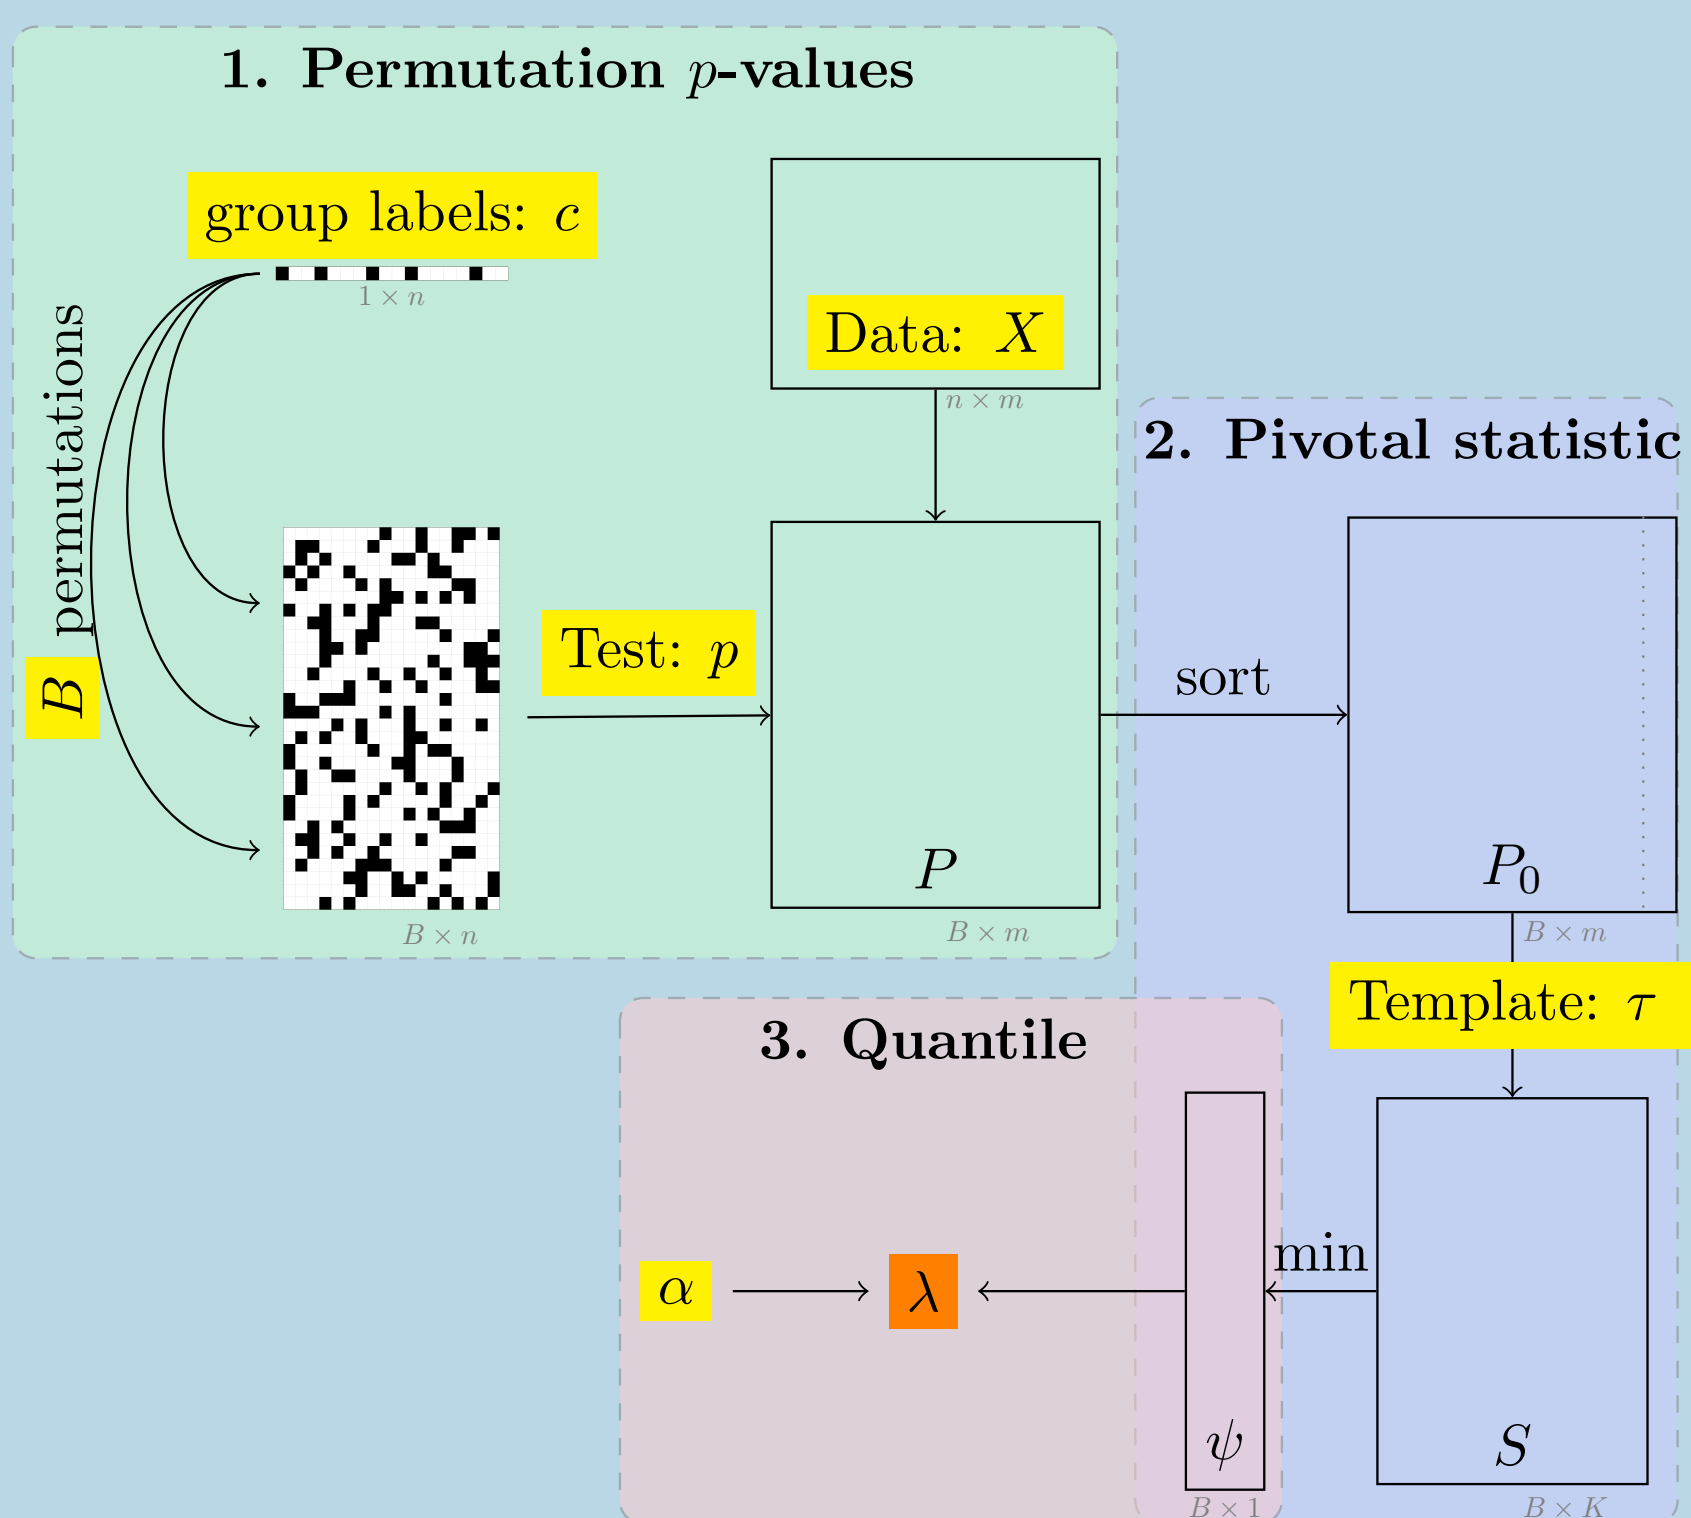 1. Permutation p-values
group labels: c
1 × n
B permutations
Data: X
n × m
Test: p
B × n
P
B × m
2. Pivotal statistic
sort
P₀
B × m
Template: τ
S
B × K
min
3. Quantile
ψ
B × 1
α
λ